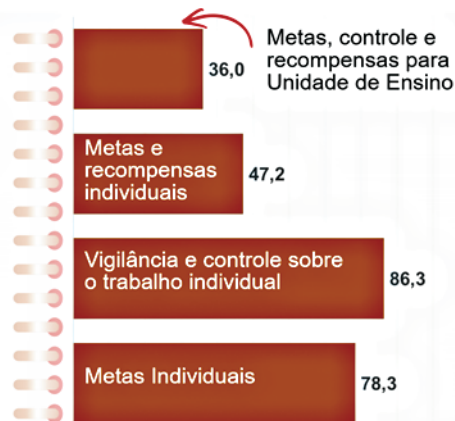 Metas, controle e
recompensas para
Unidade de Ensino
36,0
Metas e
recompensas
individuais
47,2
Vigilância e controle sobre
o trabalho individual
86,3
Metas Individuais
78,3